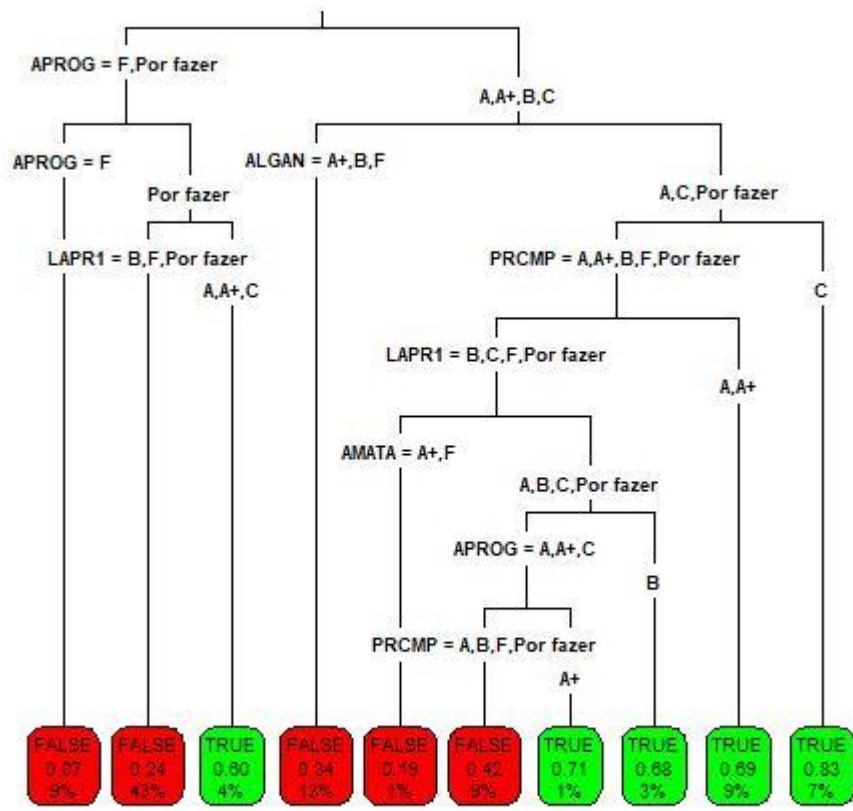 APROG = F,Por fazer
A,A+,B,C
APROG = F
ALGAN = A+,B,F
Por fazer
A,C,Por fazer
LAPR1 = B,F,Por fazer
PRCMP = A,A+,B,F,Por fazer
A,A+,C
C
LAPR1 = B,C,F,Por fazer
A,A+
AMATA = A+,F
A,B,C,Por fazer
APROG = A,A+,C
B
PRCMP = A,B,F,Por fazer
A+
FALSE
0.07
9%
FALSE
0.24
43%
TRUE
0.60
4%
FALSE
0.34
13%
FALSE
0.19
1%
FALSE
0.42
9%
TRUE
0.71
1%
TRUE
0.68
3%
TRUE
0.69
9%
TRUE
0.83
7%